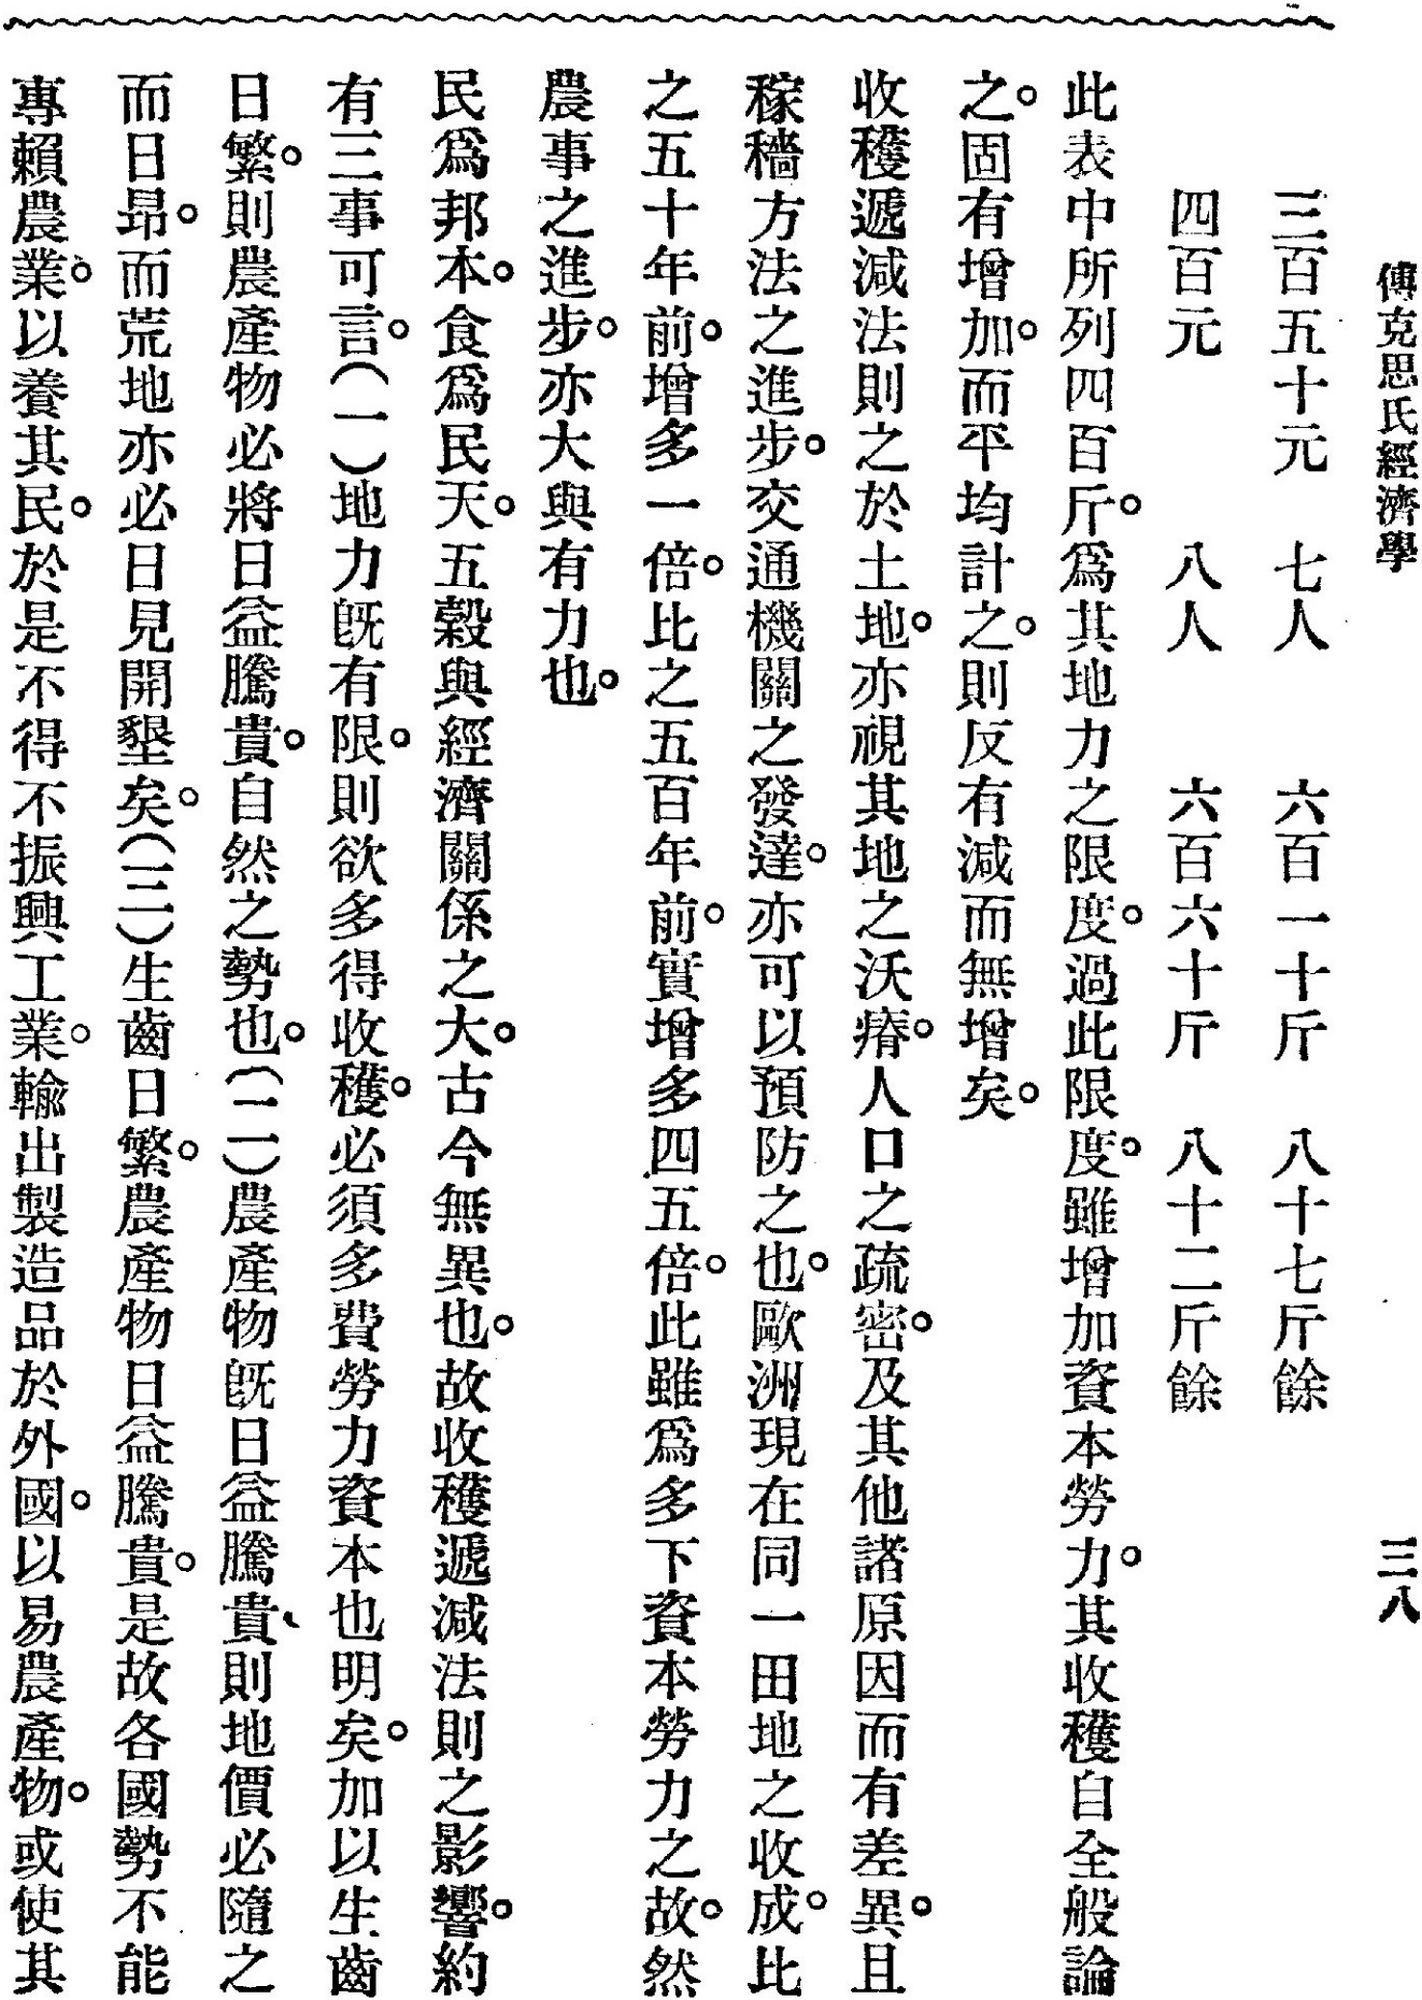 傅克思氏經濟學 三八
三百五十元 七人 六百一十斤 八十七斤餘
四百元 八人 六百六十斤 八十二斤餘
此表中所列四百斤。爲其地力之限度。過此限度。雖增加資本勞力。其收穫自全般論
之。固有增加。而平均計之。則反有減而無增矣。
收穫遞減法則之於土地。亦視其地之沃瘠。人口之疏密。及其他諸原因而有差異。且
稼穡方法之進步。交通機關之發達。亦可以預防之也。歐洲現在同一田地之收成。比
之五十年前。增多一倍。比之五百年前。實增多四五倍。此雖爲多下資本勞力之故。然
農事之進步。亦大與有力也。
民爲邦本。食爲民天。五穀與經濟關係之大。古今無異也。故收穫遞減法則之影響。約
有三事可言。(一)地力旣有限。則欲多得收穫。必須多費勞力資本也明矣。加以生齒
日繁。則農產物必將日益騰貴。自然之勢也。(二)農產物旣日益騰貴、則地價必隨之
而日昂。而荒地亦必日見開墾矣。(三)生齒日繁。農產物日益騰貴。是故各國勢不能
專賴農業。以養其民。於是不得不振興工業。輸出製造品於外國。以易農產物。或使其